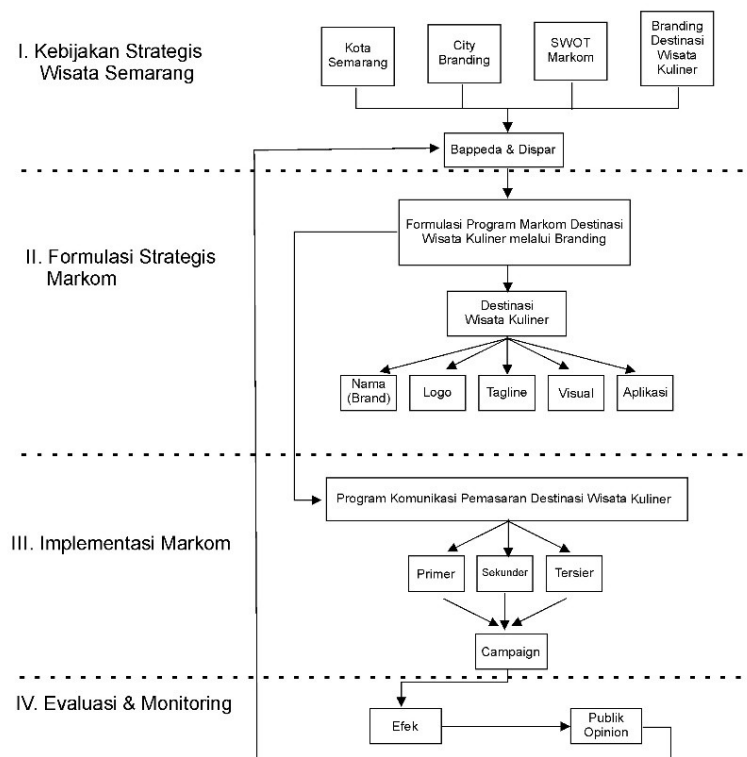 I. Kebijakan Strategis
Wisata Semarang
Kota
Semarang
City
Branding
SWOT
Markom
Branding
Destinasi
Wisata
Kuliner
Bappeda & Dispar
II. Formulasi Strategis
Markom
Formulasi Program Markom Destinasi
Wisata Kuliner melalui Branding
Destinasi
Wisata Kuliner
Nama
(Brand)
Logo
Tagline
Visual
Aplikasi
III. Implementasi Markom
Program Komunikasi Pemasaran Destinasi Wisata Kuliner
Primer
Sekunder
Tersier
Campaign
IV. Evaluasi & Monitoring
Efek
Publik
Opinion